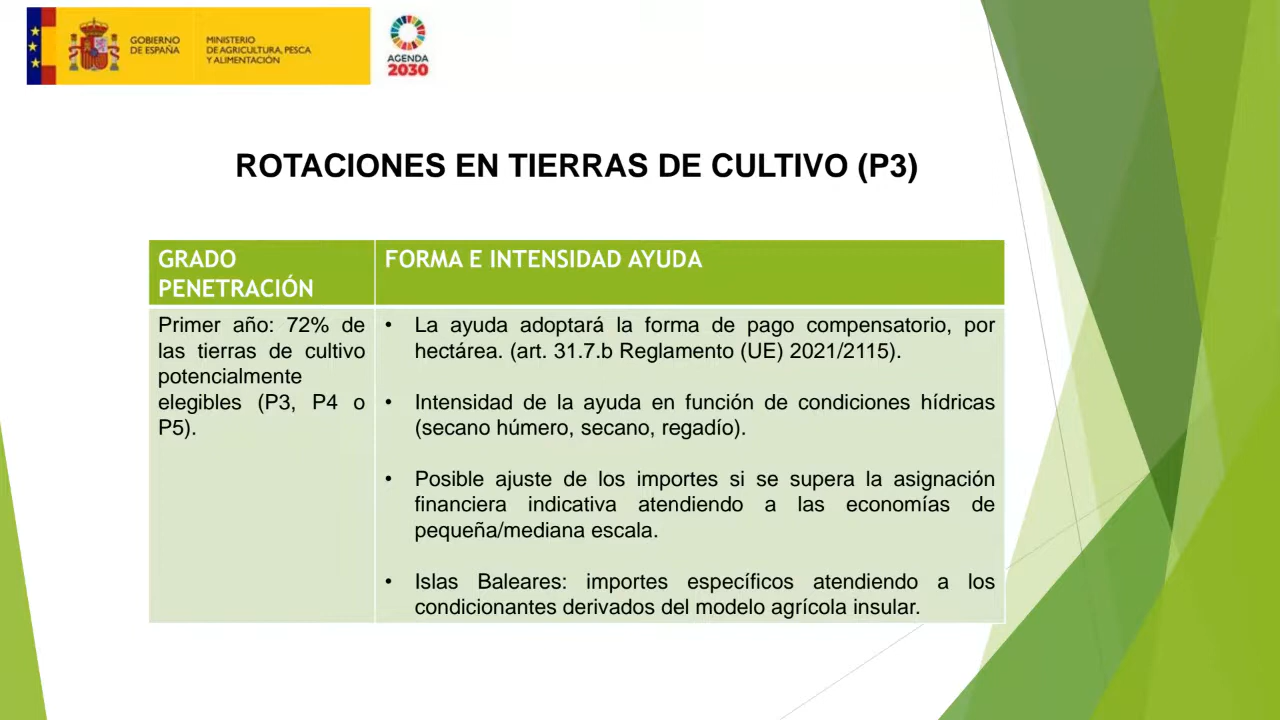 GOBIERNO
DE ESPAÑA
MINISTERIO
DE AGRICULTURA, PESCA
Y ALIMENTACIÓN
AGENDA
2030
ROTACIONES EN TIERRAS DE CULTIVO (P3)
GRADO
PENETRACIÓN
FORMA E INTENSIDAD AYUDA
Primer año: 72% de
las tierras de cultivo
potencialmente
elegibles (P3, P4 o
P5).
• La ayuda adoptará la forma de pago compensatorio, por
hectárea. (art. 31.7.b Reglamento (UE) 2021/2115).
• Intensidad de la ayuda en función de condiciones hídricas
(secano húmero, secano, regadío).
• Posible ajuste de los importes si se supera la asignación
financiera indicativa atendiendo a las economías de
pequeña/mediana escala.
• Islas Baleares: importes específicos atendiendo a los
condicionantes derivados del modelo agrícola insular.